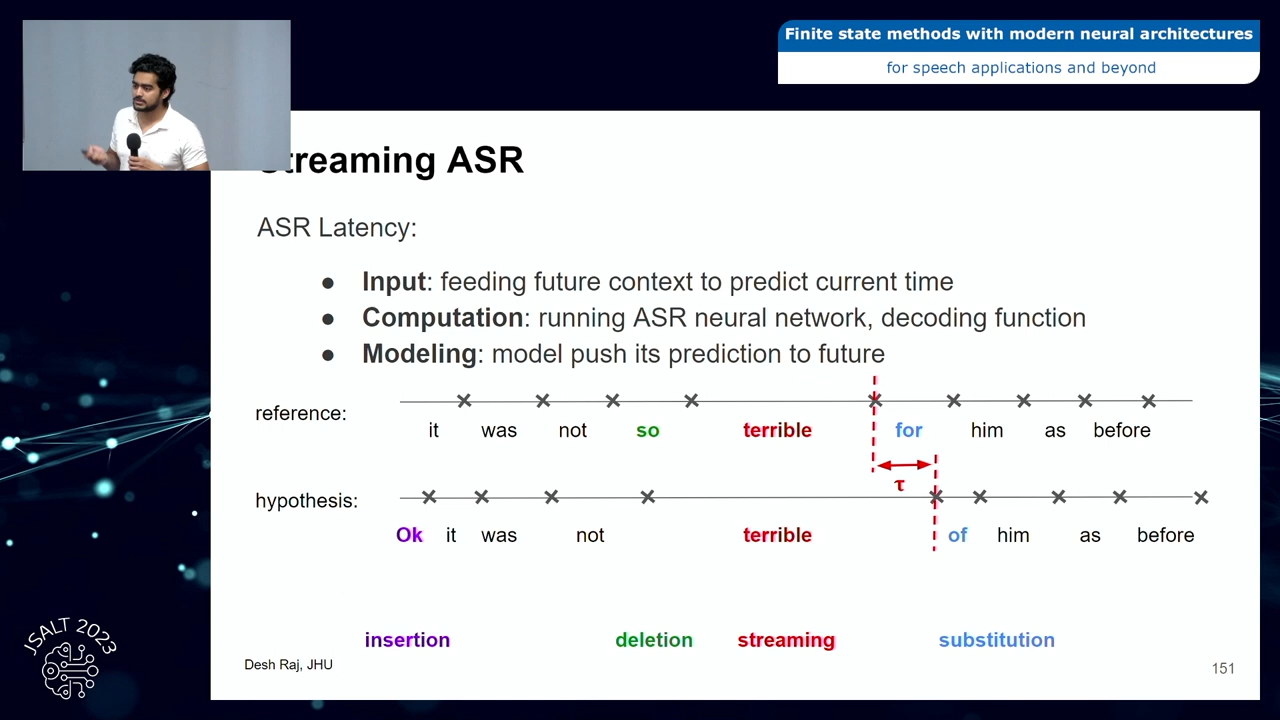 Finite state methods with modern neural architectures
for speech applications and beyond
treaming ASR
ASR Latency:
● Input: feeding future context to predict current time
● Computation: running ASR neural network, decoding function
● Modeling: model push its prediction to future
reference:
it was not so terrible for him as before
τ
hypothesis:
Ok it was not terrible of him as before
insertion deletion streaming substitution
JSALT 2023
Desh Raj, JHU
151